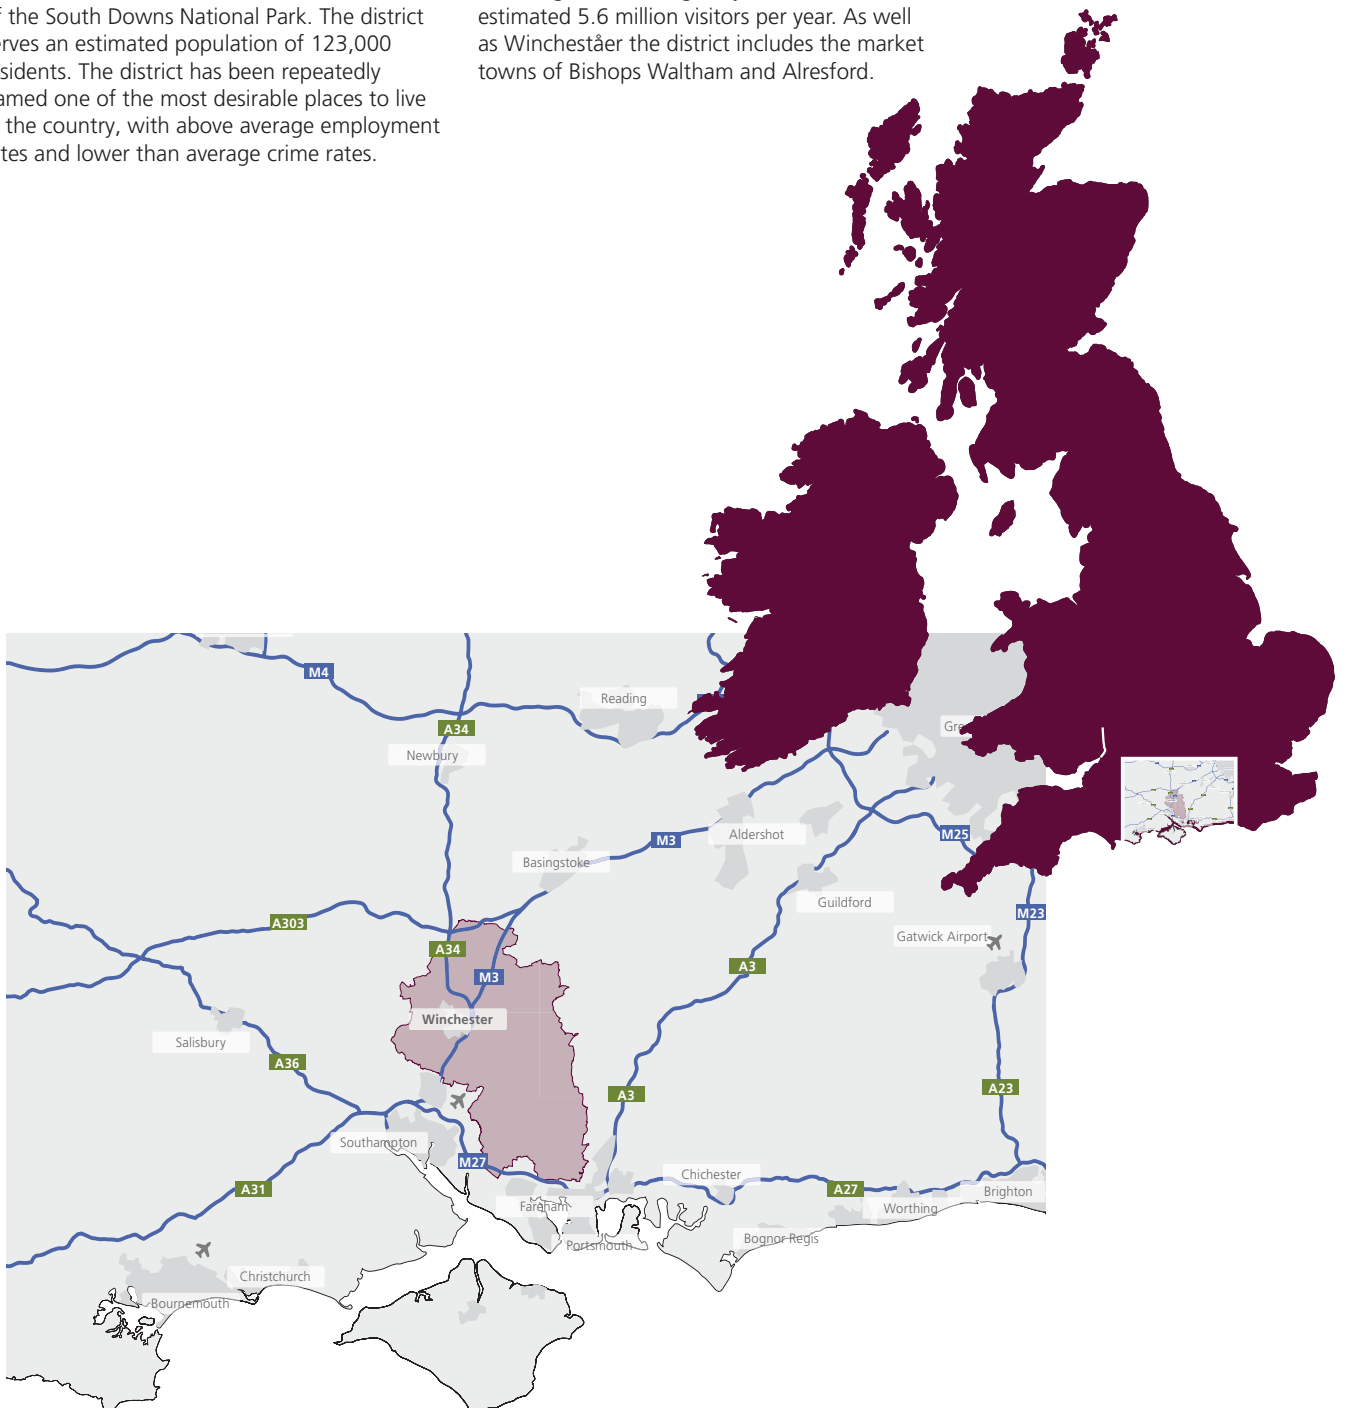 f the South Downs National Park. The district
erves an estimated population of 123,000
sidents. The district has been repeatedly
amed one of the most desirable places to live
the country, with above average employment
tes and lower than average crime rates.
estimated 5.6 million visitors per year. As well
as Wincheståer the district includes the market
towns of Bishops Waltham and Alresford.
M4
Reading
A34
Newbury
Gre
M3
Aldershot
M25
Basingstoke
Guildford
M23
A303
Gatwick Airport
A34
A3
M3
Winchester
Salisbury
A36
A3
A23
Southampton
M27
Chichester
A31
A27
Brighton
Fareham
Worthing
Portsmouth
Bognor Regis
Christchurch
Bournemouth